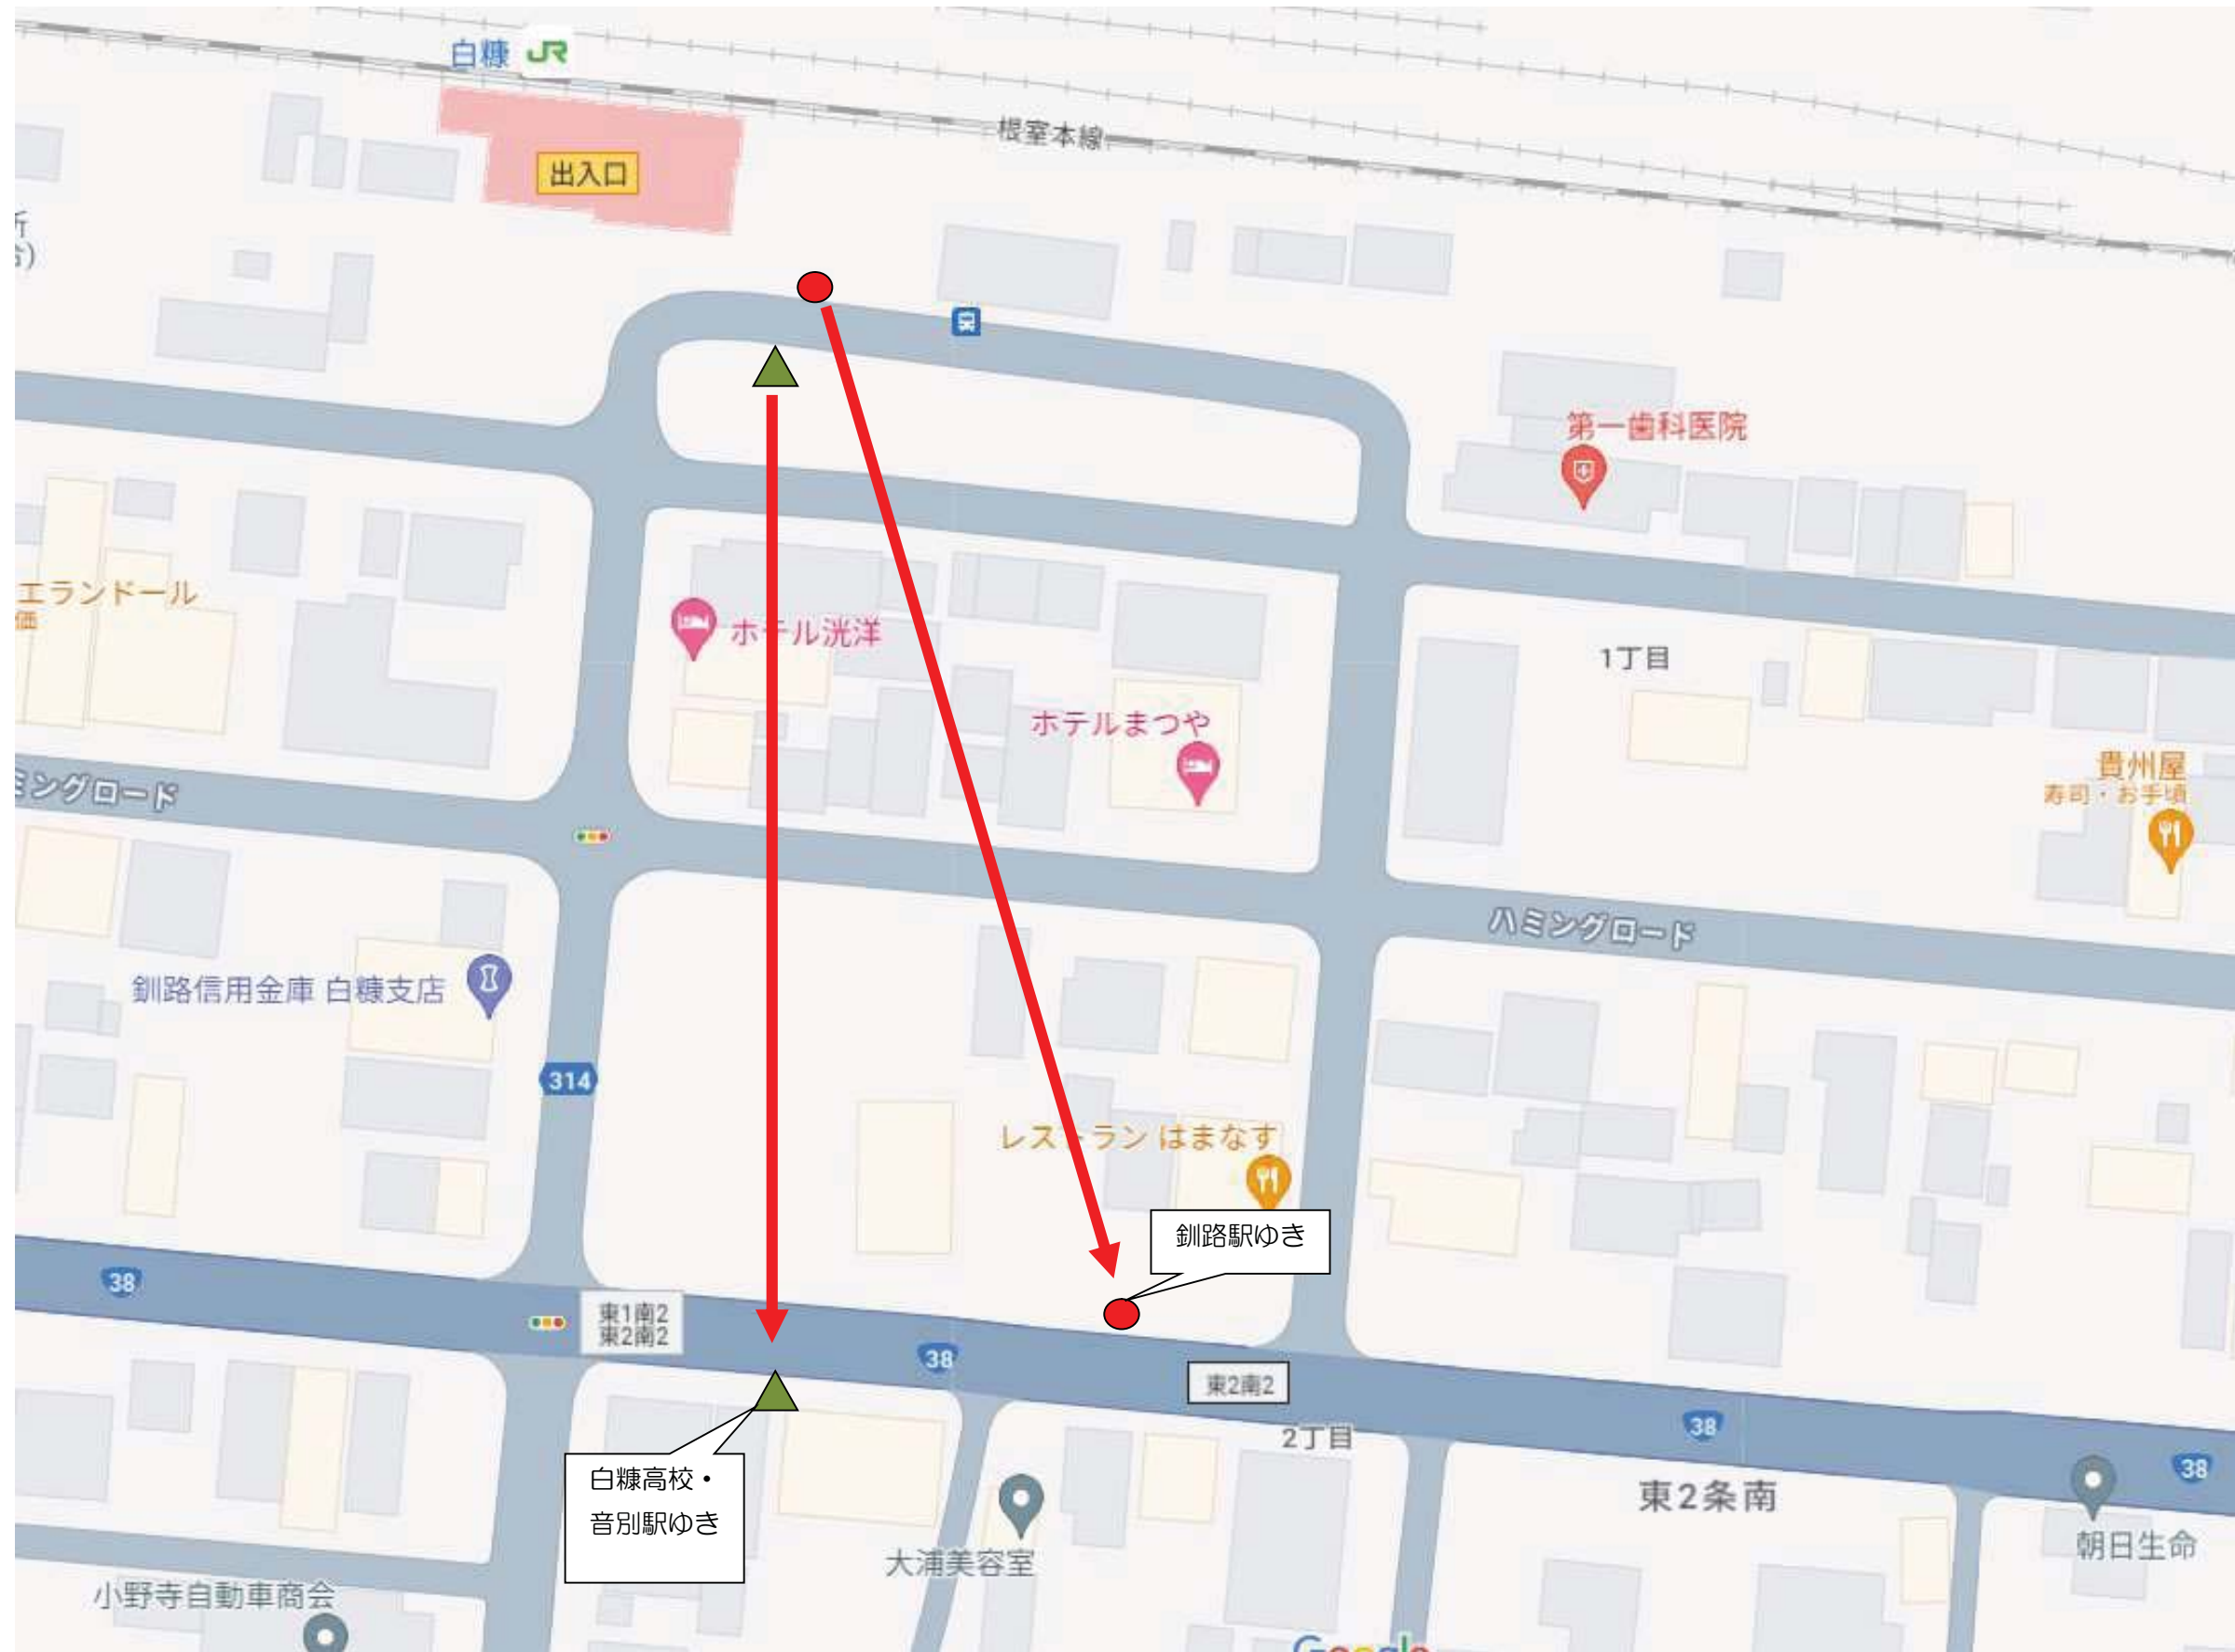 白糠 JR
根室本線
出入口
第一歯科医院
エランドール
価
ホテル洸洋
1丁目
ホテルまつや
貴州屋
寿司・お手頃
ミングロード
ハミングロード
釧路信用金庫 白糠支店
314
レストラン はまなす
釧路駅ゆき
38
東1南2
東2南2
38
東2南2
38
38
2丁目
白糠高校・
音別駅ゆき
東2条南
大浦美容室
朝日生命
小野寺自動車商会
Google